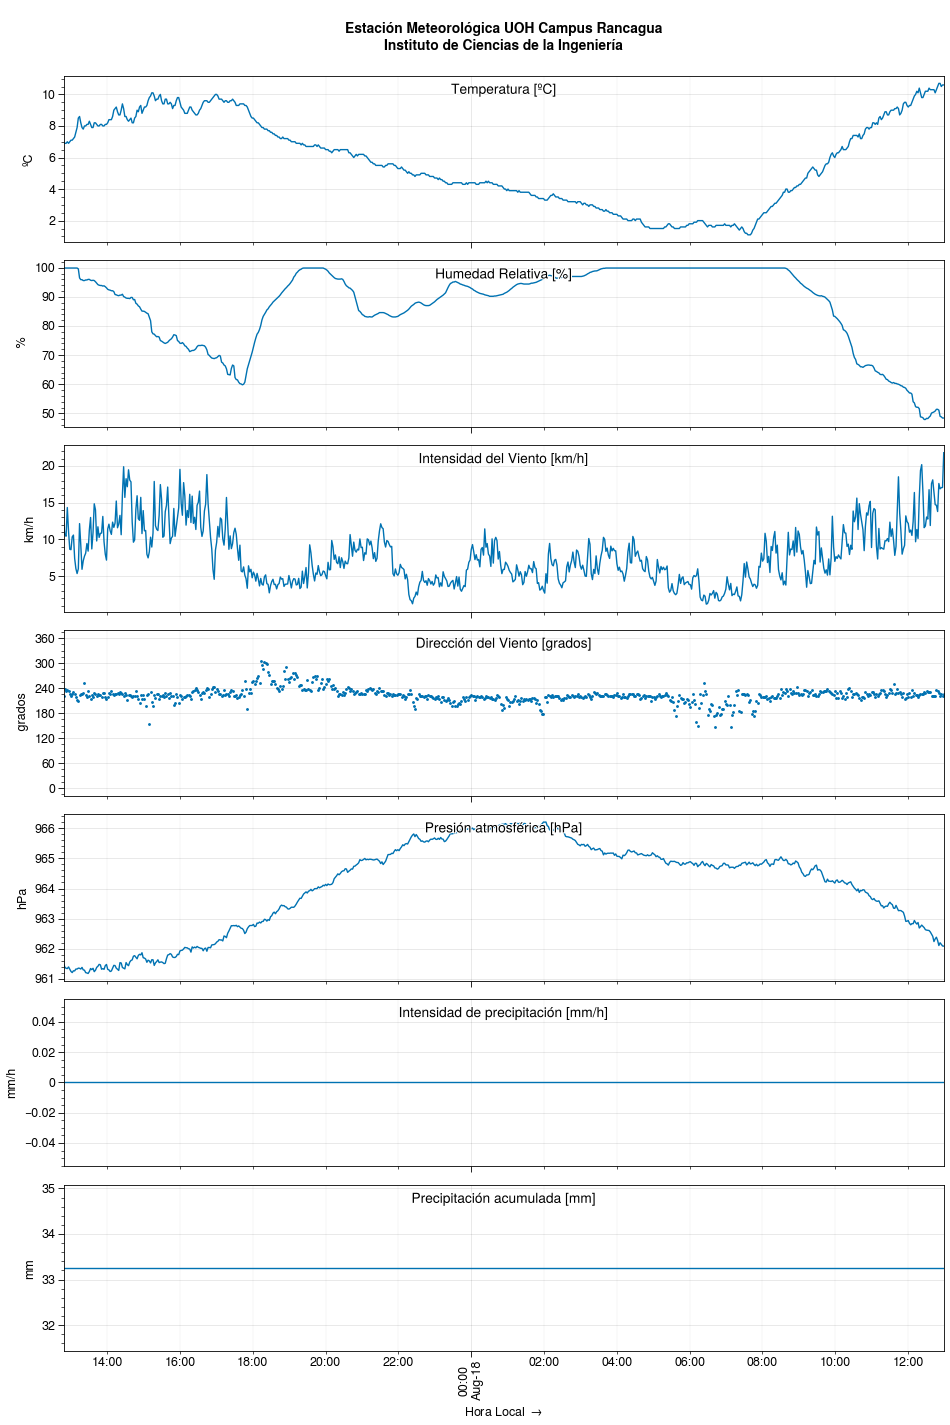 Estación Meteorológica UOH Campus Rancagua
Instituto de Ciencias de la Ingeniería
Temperatura [ºC]
ºC
10
8
6
4
2
Humedad Relativa [%]
%
100
90
80
70
60
50
Intensidad del Viento [km/h]
km/h
20
15
10
5
Dirección del Viento [grados]
grados
360
300
240
180
120
60
0
Presión atmosférica [hPa]
hPa
966
965
964
963
962
961
Intensidad de precipitación [mm/h]
mm/h
0.04
0.02
0
−0.02
−0.04
Precipitación acumulada [mm]
mm
35
34
33
32
14:00 16:00 18:00 20:00 22:00 00:00 02:00 04:00 06:00 08:00 10:00 12:00
Aug-18
Hora Local →